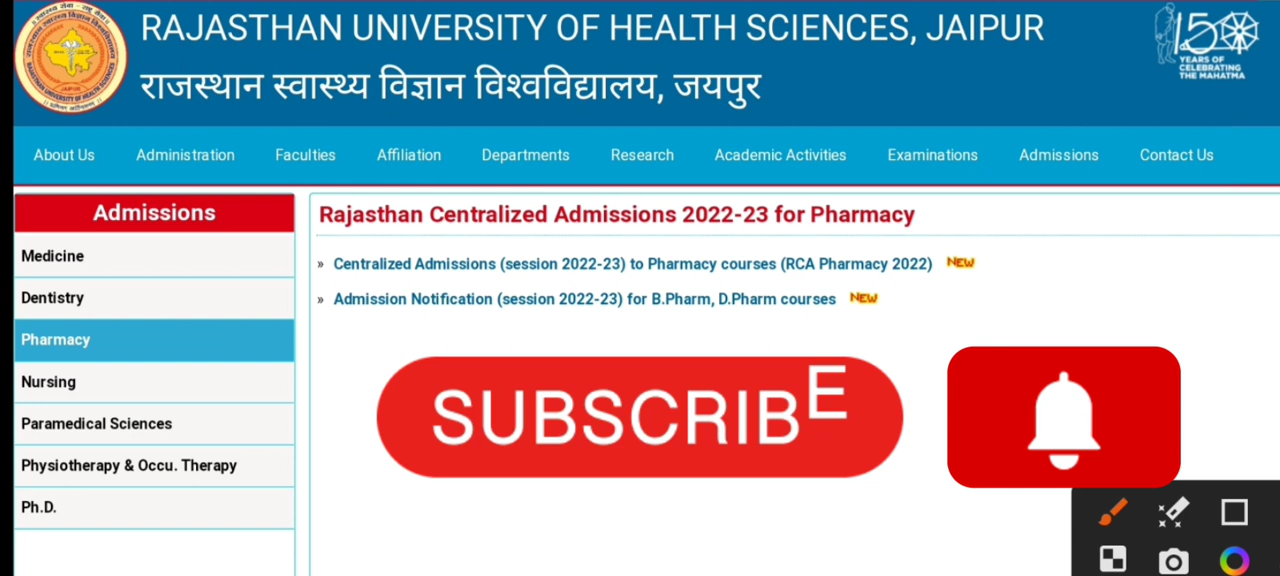 RAJASTHAN UNIVERSITY OF HEALTH SCIENCES, JAIPUR
राजस्थान स्वास्थ्य विज्ञान विश्वविद्यालय, जयपुर
150
YEARS OF
CELEBRATING
THE MAHATMA
About Us Administration Faculties Affiliation Departments Research Academic Activities Examinations Admissions Contact Us
Admissions
Medicine
Dentistry
Pharmacy
Nursing
Paramedical Sciences
Physiotherapy & Occu. Therapy
Ph.D.
Rajasthan Centralized Admissions 2022-23 for Pharmacy
» Centralized Admissions (session 2022-23) to Pharmacy courses (RCA Pharmacy 2022) NEW
» Admission Notification (session 2022-23) for B.Pharm, D.Pharm courses NEW
SUBSCRIBE